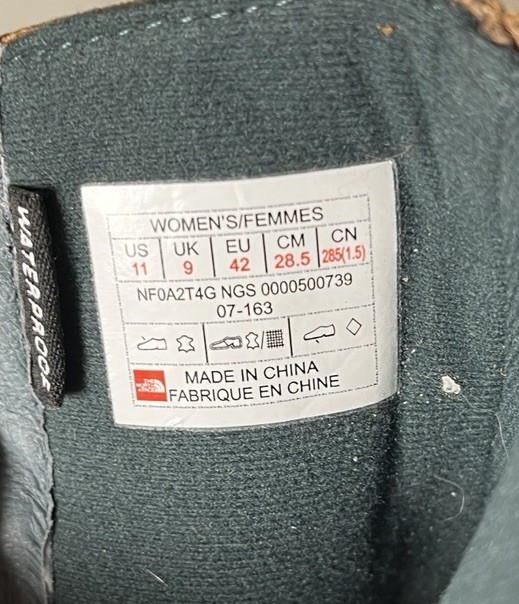 WATERPROOF
WOMEN'S/FEMMES
US UK EU CM CN
11 9 42 28.5 285(1.5)
NF0A2T4G NGS 0000500739
07-163
THE NORTH FACE
MADE IN CHINA
FABRIQUE EN CHINE